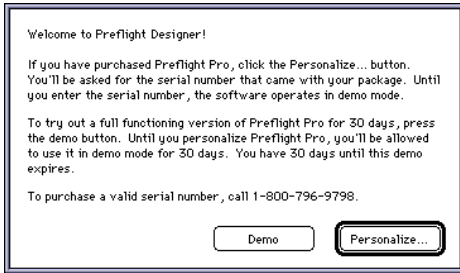 Welcome to Preflight Designer!
If you have purchased Preflight Pro, click the Personalize... button.
You'll be asked for the serial number that came with your package. Until
you enter the serial number, the software operates in demo mode.
To try out a full functioning version of Preflight Pro for 30 days, press
the demo button. Until you personalize Preflight Pro, you'll be allowed
to use it in demo mode for 30 days. You have 30 days until this demo
expires.
To purchase a valid serial number, call 1-800-796-9798.
Demo
Personalize...